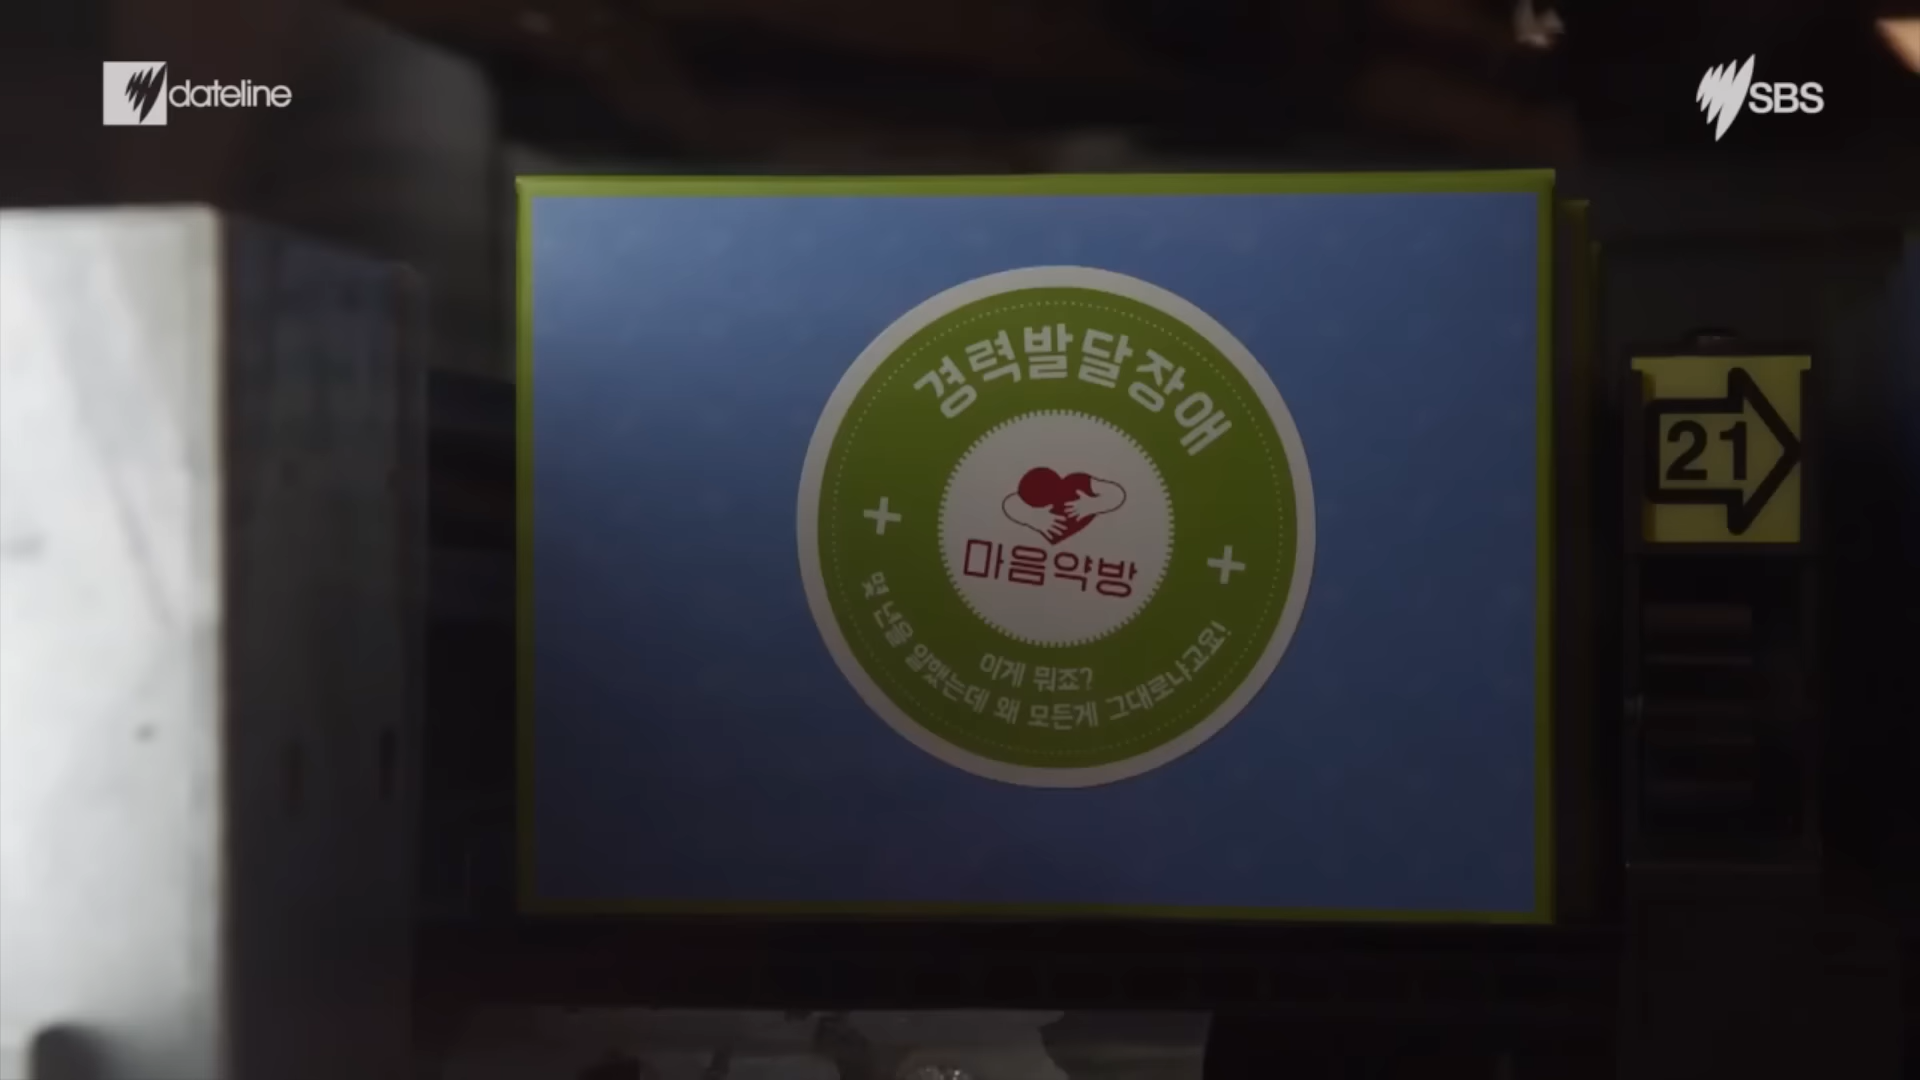 dateline
SBS
경력발달장애
마음약방
이게 뭐죠?
몇 년을 일했는데 왜 모든게 그대로냐고요!
21